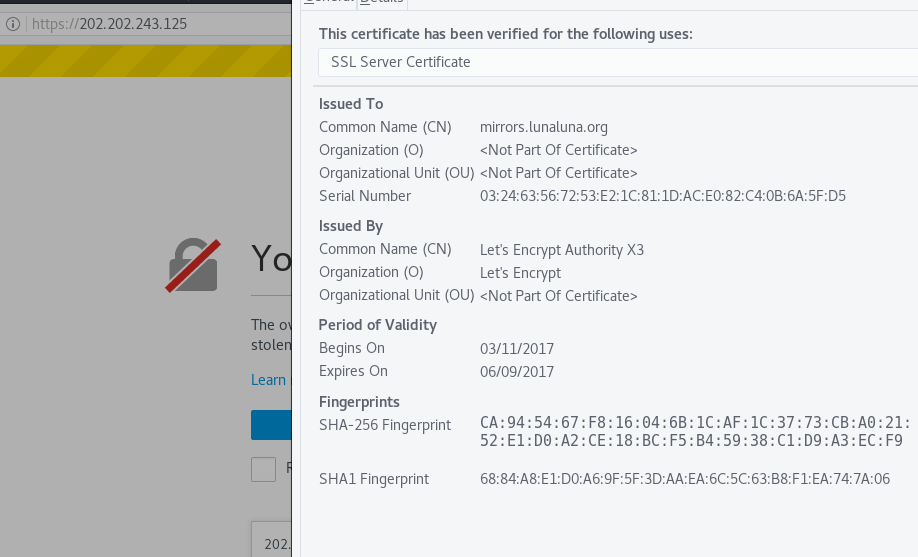 General Details
https://202.202.243.125
This certificate has been verified for the following uses:
SSL Server Certificate
Issued To
Common Name (CN) mirrors.lunaluna.org
Organization (O) <Not Part Of Certificate>
Organizational Unit (OU) <Not Part Of Certificate>
Serial Number 03:24:63:56:72:53:E2:1C:81:1D:AC:E0:82:C4:0B:6A:5F:D5
Issued By
Common Name (CN) Let's Encrypt Authority X3
Organization (O) Let's Encrypt
Organizational Unit (OU) <Not Part Of Certificate>
Period of Validity
Begins On 03/11/2017
Expires On 06/09/2017
Fingerprints
SHA-256 Fingerprint CA:94:54:67:F8:16:04:6B:1C:AF:1C:37:73:CB:A0:21:
52:E1:D0:A2:CE:18:BC:F5:B4:59:38:C1:D9:A3:EC:F9
SHA1 Fingerprint 68:84:A8:E1:D0:A6:9F:5F:3D:AA:EA:6C:5C:63:B8:F1:EA:74:7A:06
Yo
The ov
stolen
Learn
202.